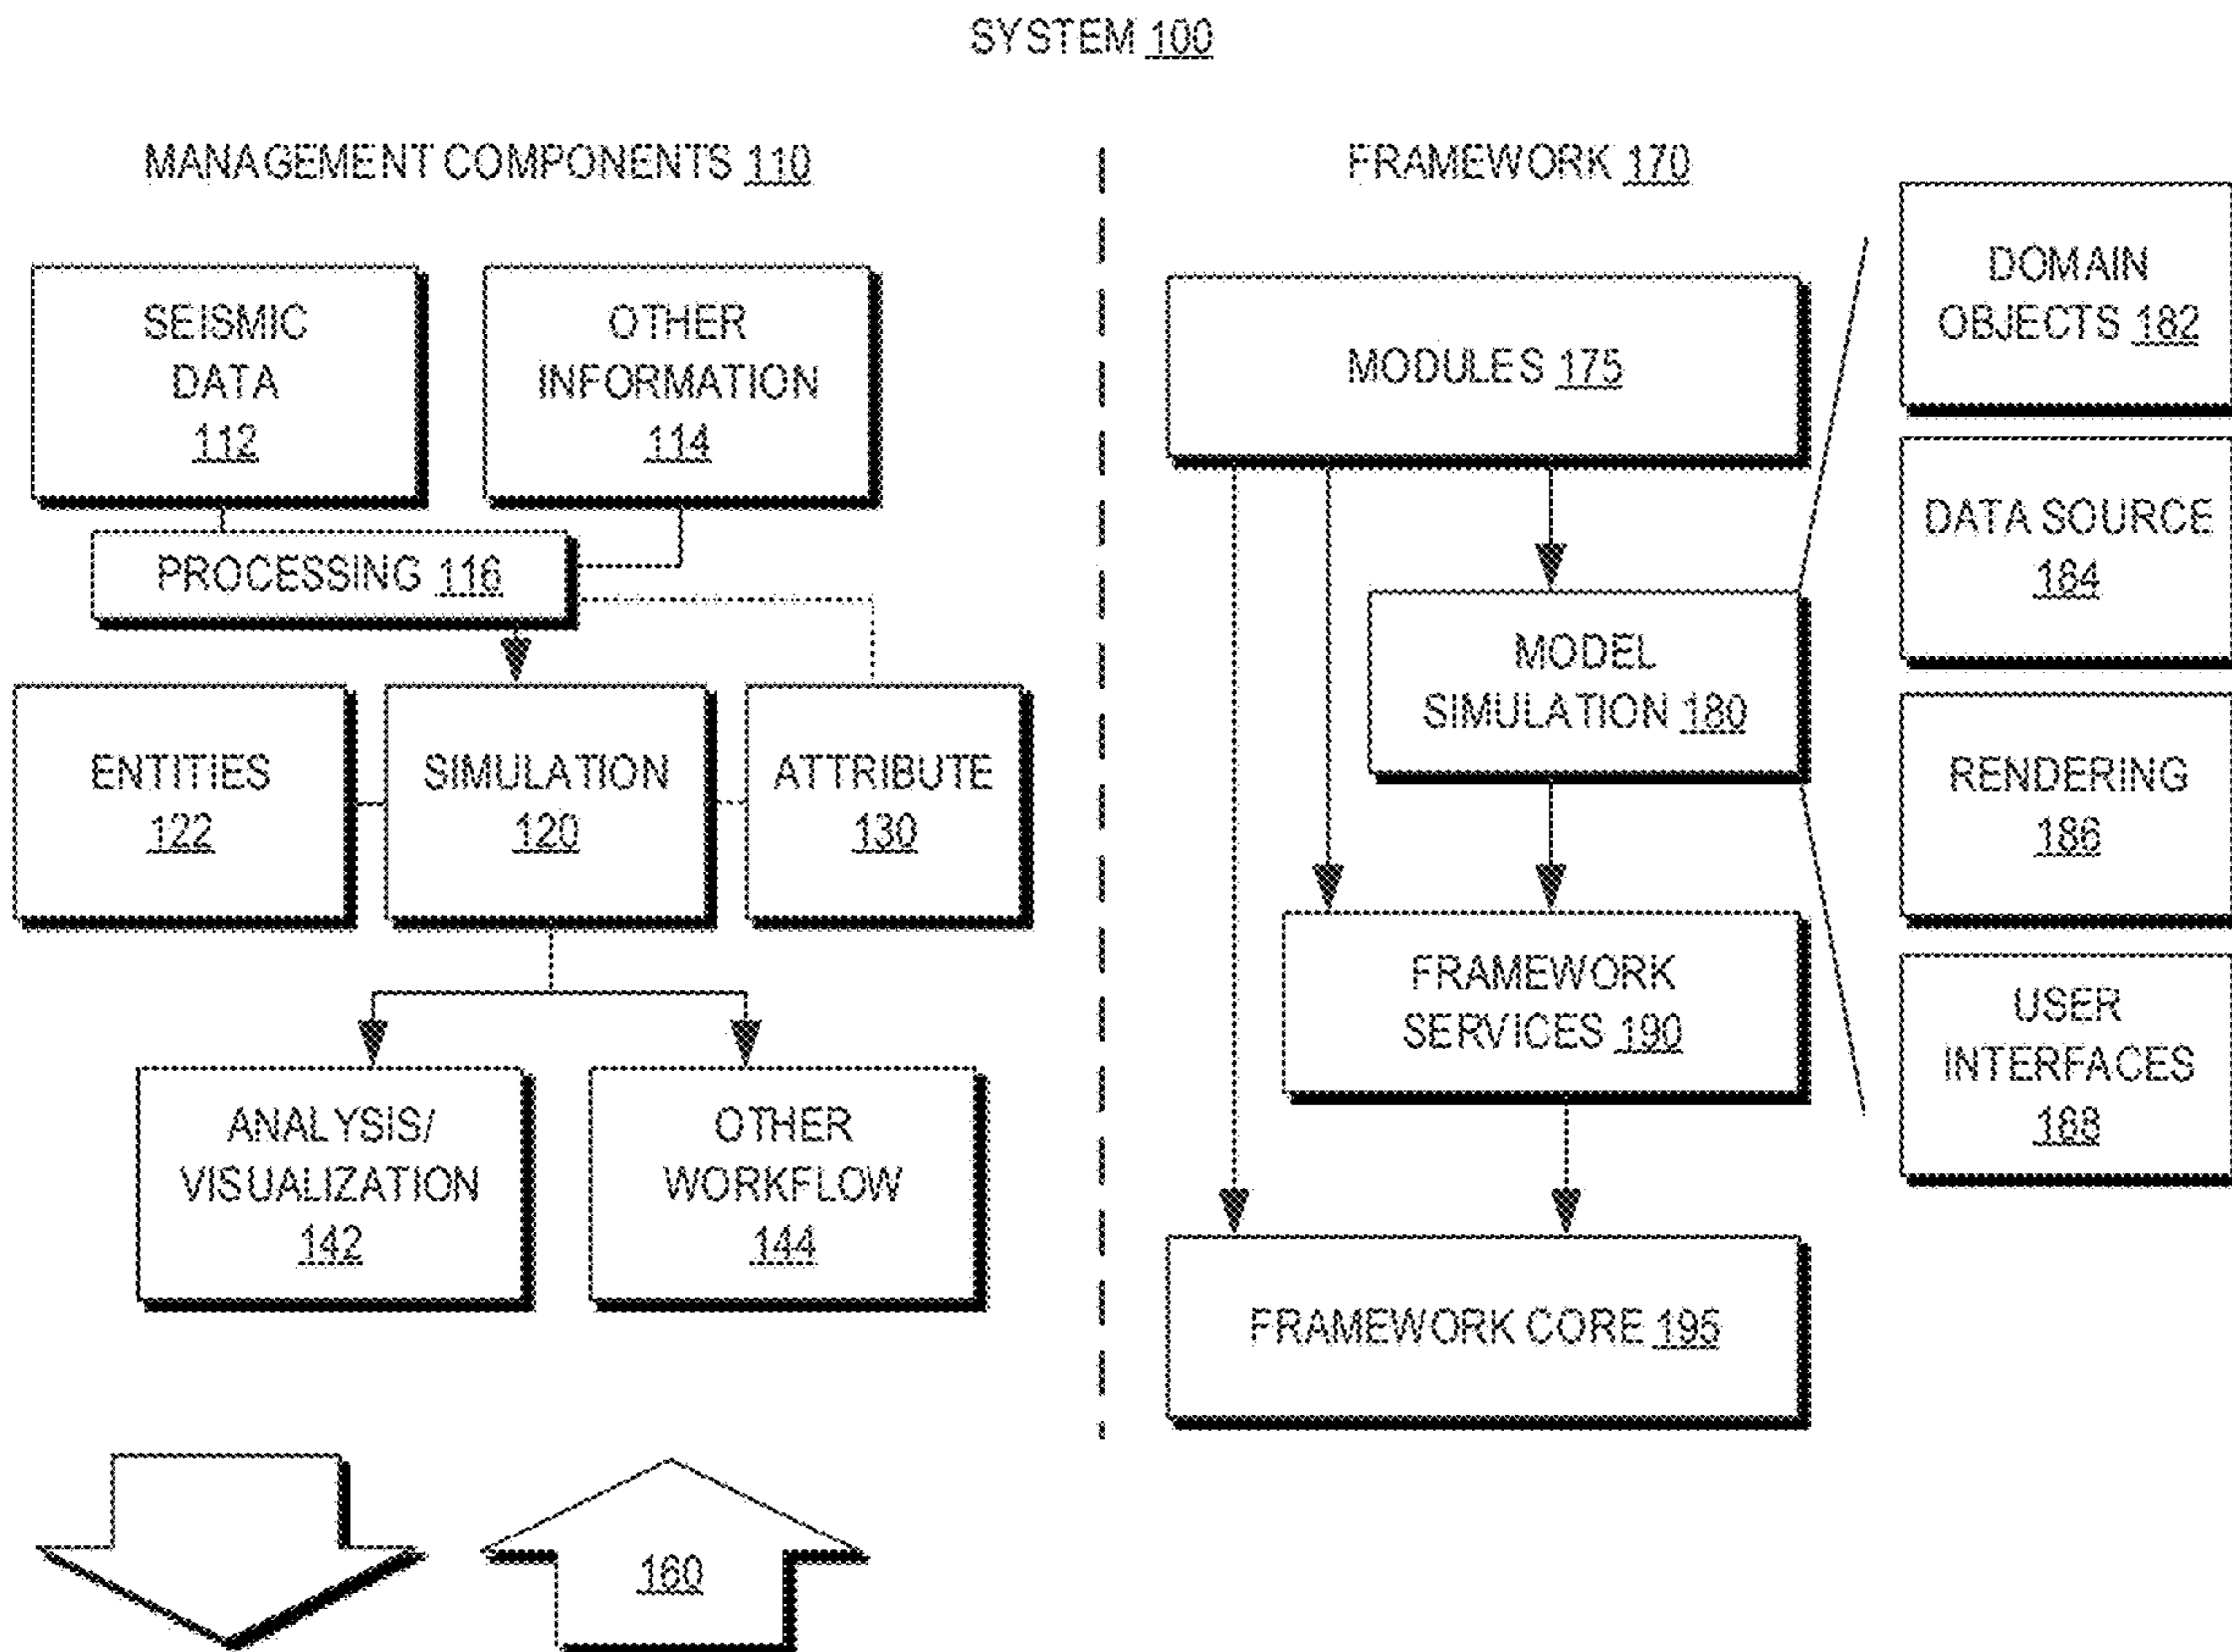 SYSTEM 100
MANAGEMENT COMPONENTS 110
SEISMIC
DATA
112
OTHER
INFORMATION
114
PROCESSING 116
ENTITIES
122
SIMULATION
120
ATTRIBUTE
130
ANALYSIS/
VISUALIZATION
142
OTHER
WORKFLOW
144
160
FRAMEWORK 170
MODULES 175
MODEL
SIMULATION 180
FRAMEWORK
SERVICES 190
FRAMEWORK CORE 195
DOMAIN
OBJECTS 182
DATA SOURCE
184
RENDERING
186
USER
INTERFACES
188